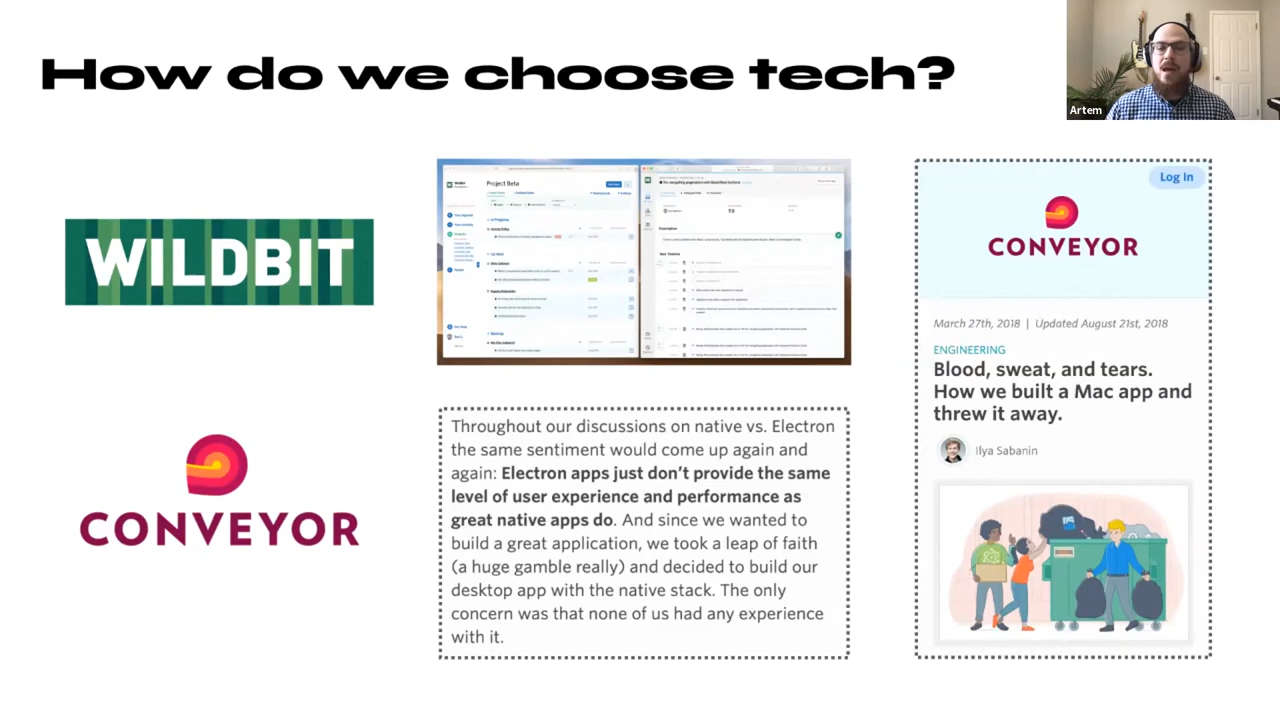 How do we choose tech?
Artem
WILDBIT
CONVEYOR
Project Beta
Description
Throughout our discussions on native vs. Electron
the same sentiment would come up again and
again: Electron apps just don’t provide the same
level of user experience and performance as
great native apps do. And since we wanted to
build a great application, we took a leap of faith
(a huge gamble really) and decided to build our
desktop app with the native stack. The only
concern was that none of us had any experience
with it.
Log In
CONVEYOR
March 27th, 2018 | Updated August 21st, 2018
ENGINEERING
Blood, sweat, and tears.
How we built a Mac app and
threw it away.
Ilya Sabanin